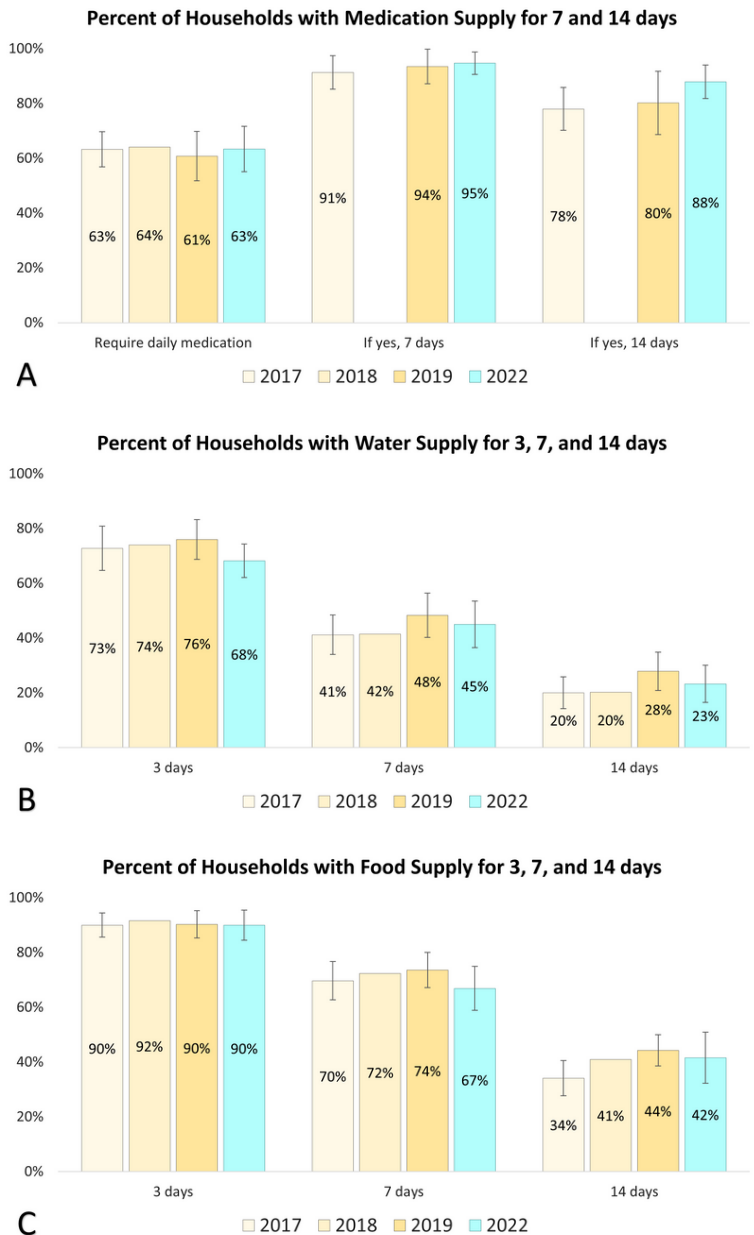 Percent of Households with Medication Supply for 7 and 14 days
100%
80%
60%
40%
20%
0%
63%
64%
61%
63%
91%
94%
95%
78%
80%
88%
Require daily medication
If yes, 7 days
If yes, 14 days
A
2017 2018 2019 2022
Percent of Households with Water Supply for 3, 7, and 14 days
100%
80%
60%
40%
20%
0%
73%
74%
76%
68%
41%
42%
48%
45%
20%
20%
28%
23%
3 days
7 days
14 days
B
2017 2018 2019 2022
Percent of Households with Food Supply for 3, 7, and 14 days
100%
80%
60%
40%
20%
0%
90%
92%
90%
90%
70%
72%
74%
67%
34%
41%
44%
42%
3 days
7 days
14 days
C
2017 2018 2019 2022